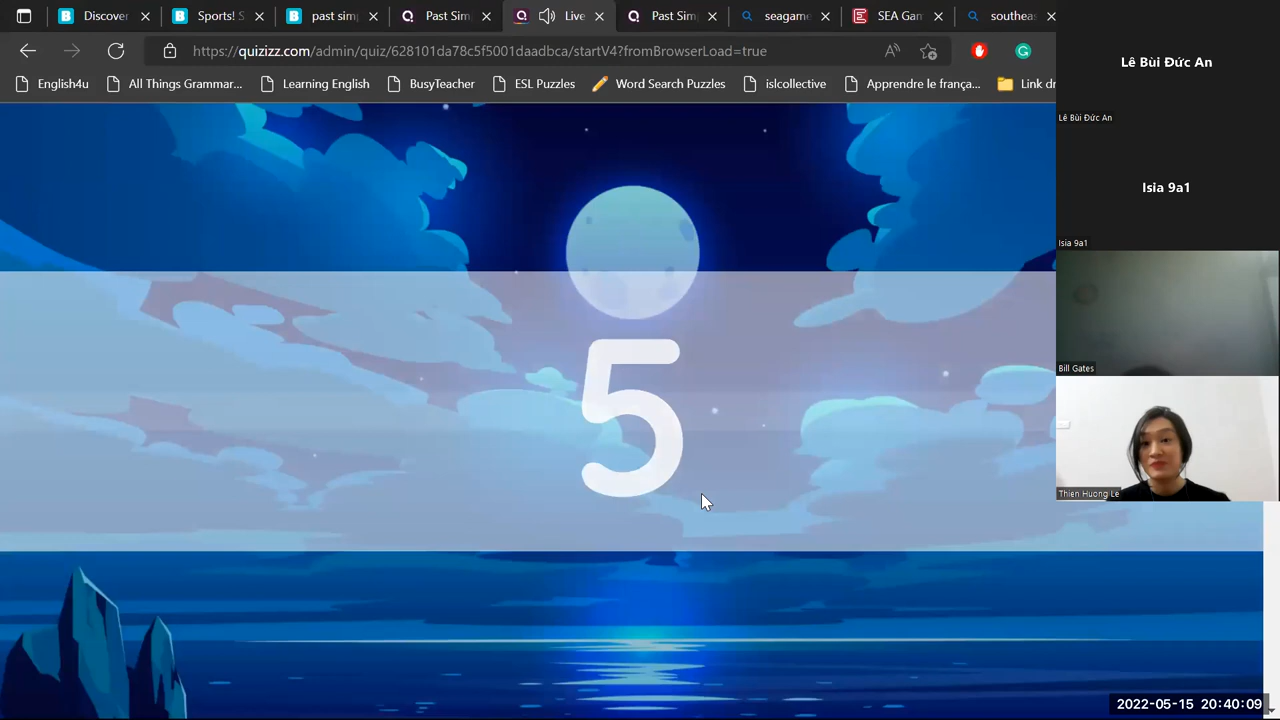 Discover
Sports! S
past simp
Past Sim
Live
Past Sim
seagame
SEA Gam
southeas
https://quizizz.com/admin/quiz/628101da78c5f5001daadbca/startV4?fromBrowserLoad=true
English4u
All Things Grammar...
Learning English
BusyTeacher
ESL Puzzles
Word Search Puzzles
islcollective
Apprendre le frança...
Link dr
5
Lê Bùi Đức An
Lê Bùi Đức An
Isia 9a1
Isia 9a1
Bill Gates
Thien Huong Le
2022-05-15 20:40:09